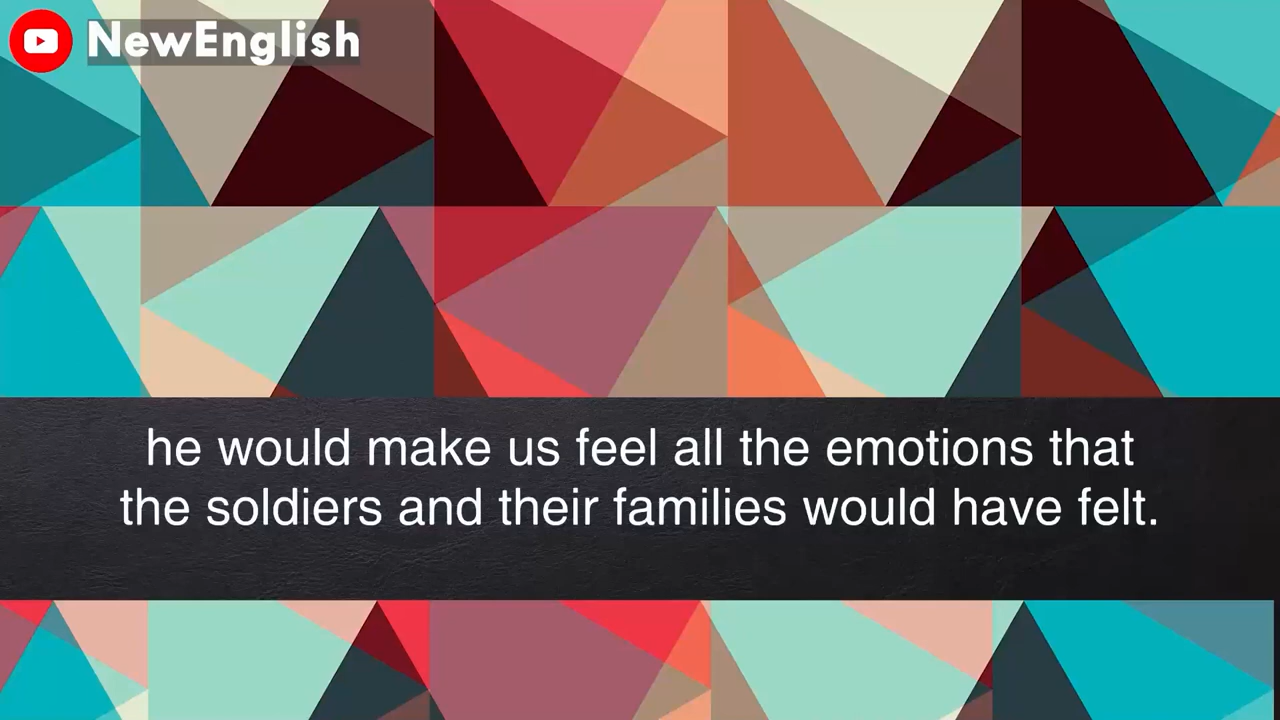 NewEnglish
he would make us feel all the emotions that
the soldiers and their families would have felt.